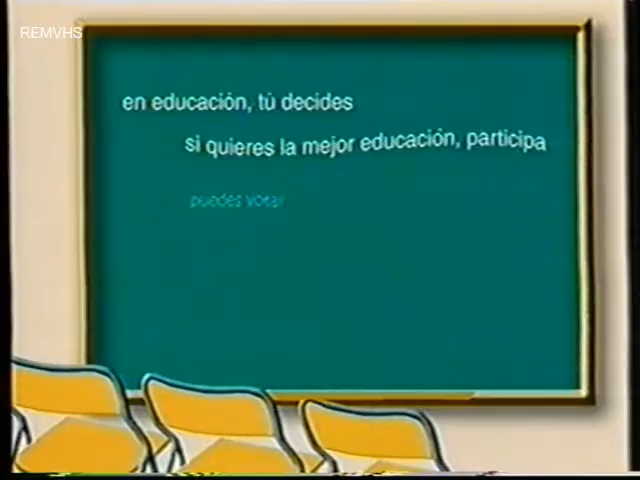 REMVHS
en educación, tú decides
si quieres la mejor educación, participa
puedes votar